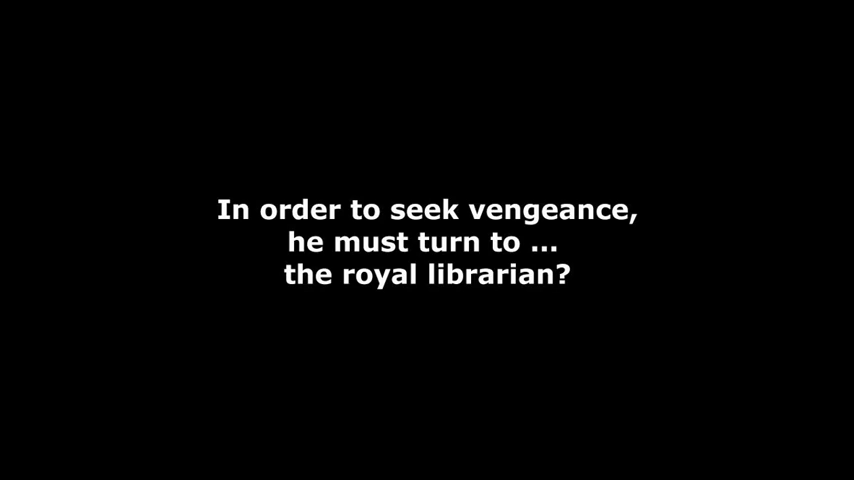 In order to seek vengeance,
he must turn to ...
the royal librarian?